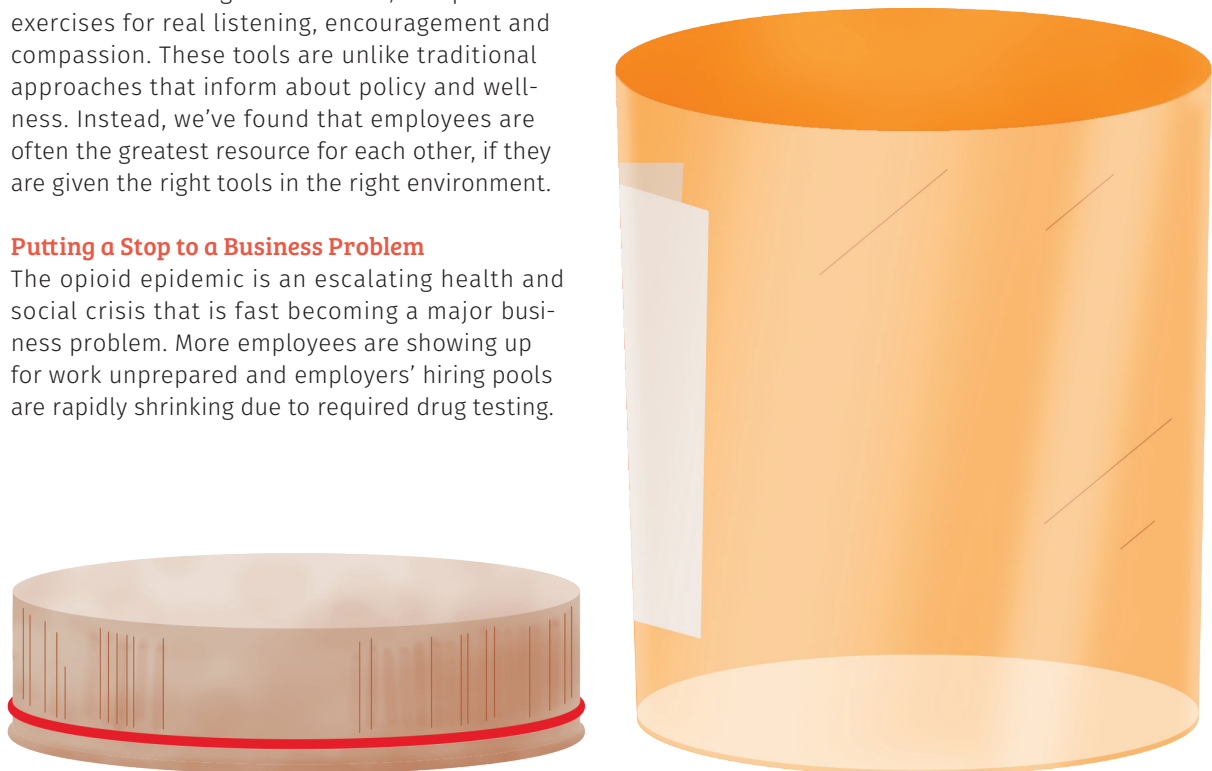 exercises for real listening, encouragement and
compassion. These tools are unlike traditional
approaches that inform about policy and well-
ness. Instead, we’ve found that employees are
often the greatest resource for each other, if they
are given the right tools in the right environment.
Putting a Stop to a Business Problem
The opioid epidemic is an escalating health and
social crisis that is fast becoming a major busi-
ness problem. More employees are showing up
for work unprepared and employers’ hiring pools
are rapidly shrinking due to required drug testing.